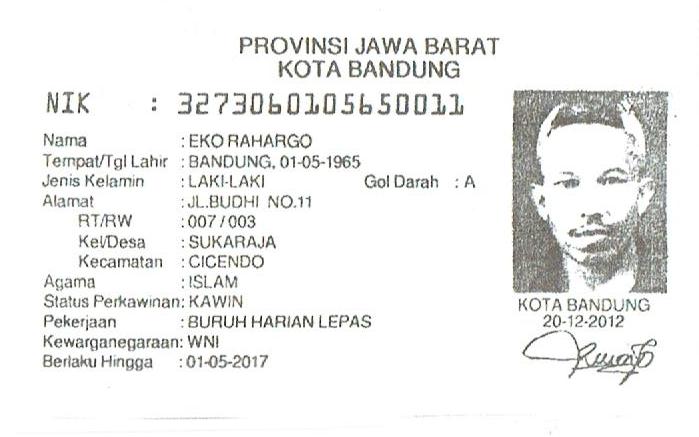 PROVINSI JAWA BARAT
KOTA BANDUNG
NIK : 3273060105650011
Nama : EKO RAHARGO
Tempat/Tgl Lahir : BANDUNG, 01-05-1965
Jenis Kelamin : LAKI-LAKI Gol Darah : A
Alamat : JL.BUDHI NO.11
RT/RW : 007 / 003
Kel/Desa : SUKARAJA
Kecamatan : CICENDO
Agama : ISLAM
Status Perkawinan: KAWIN
Pekerjaan : BURUH HARIAN LEPAS
Kewarganegaraan: WNI
Berlaku Hingga : 01-05-2017
KOTA BANDUNG
20-12-2012